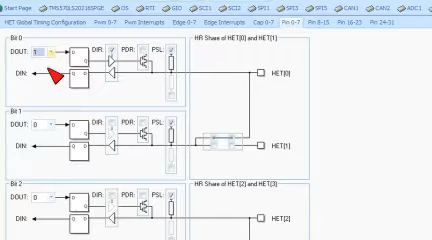 Start Page TMS570LS20216SPGE OS RTI GIO SCI1 SCI2 SPI1 SPI3 SPI5 CAN1 CAN2 ADC1
HET Global Timing Configuration Pwm 0-7 Pwm Interrupts Edge 0-7 Edge Interrupts Cap 0-7 Pin 0-7 Pin 8-15 Pin 16-23 Pin 24-31
Bit 0 HR Share of HET[0] and HET[1]
DOUT: 1 D Q DIR: PDR: PSL:
DIN: Q D HET[0]
Bit 1
DOUT: 0 D Q DIR: PDR: PSL:
DIN: Q D HET[1]
Bit 2 HR Share of HET[2] and HET[3]
DOUT: 0 D Q DIR: PDR: PSL:
DIN: Q D HET[2]